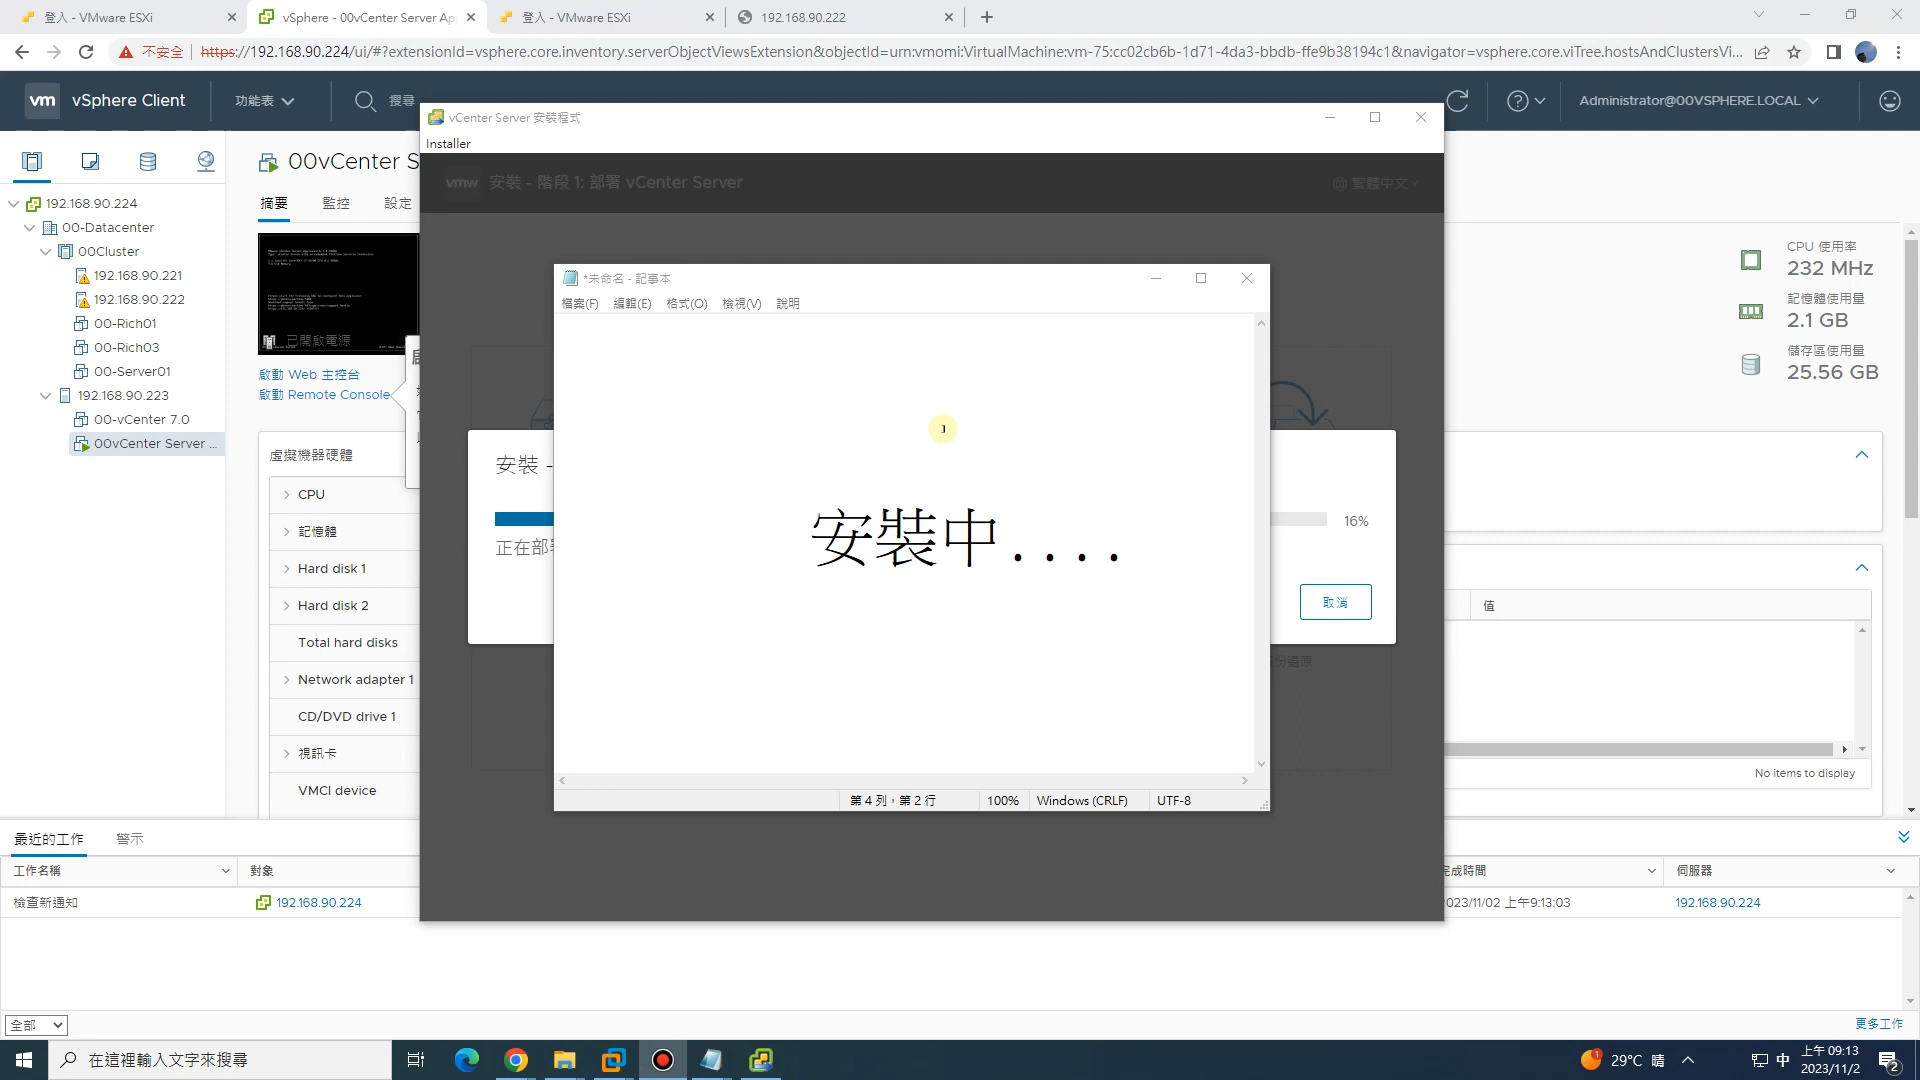 登入 - VMware ESXi
vSphere - 00vCenter Server Ap
登入 - VMware ESXi
192.168.90.222
不安全
https://192.168.90.224/ui/#?extensionId=vsphere.core.inventory.serverObjectViewsExtension&objectId=urn:vmomi:VirtualMachine:vm-75:cc02cb6b-1d71-4da3-bbdb-ffe9b38194c1&navigator=vsphere.core.viTree.hostsAndClustersVi...
vm vSphere Client
功能表
搜尋
Administrator@00VSPHERE.LOCAL
vCenter Server 安裝程式
Installer
vmw 安裝 - 階段 1: 部署 vCenter Server
繁體中文
192.168.90.224
00-Datacenter
00Cluster
192.168.90.221
192.168.90.222
00-Rich01
00-Rich03
00-Server01
192.168.90.223
00-vCenter 7.0
00vCenter Server ...
00vCenter S
摘要
監控
設定
已開啟電源
啟動 Web 主控台
啟動 Remote Console
虛擬機器硬體
CPU
記憶體
Hard disk 1
Hard disk 2
Total hard disks
Network adapter 1
CD/DVD drive 1
視訊卡
VMCI device
*未命名 - 記事本
檔案(F)
編輯(E)
格式(O)
檢視(V)
說明
安裝中....
第 4 列，第 2 行
100%
Windows (CRLF)
UTF-8
安裝 -
16%
正在部
取消
份還原
CPU 使用率
232 MHz
記憶體使用量
2.1 GB
儲存區使用量
25.56 GB
值
No items to display
最近的工作
警示
工作名稱
對象
完成時間
伺服器
檢查新通知
192.168.90.224
2023/11/02 上午9:13:03
192.168.90.224
全部
更多工作
在這裡輸入文字來搜尋
1
29°C 晴
中
上午 09:13
2023/11/2
2